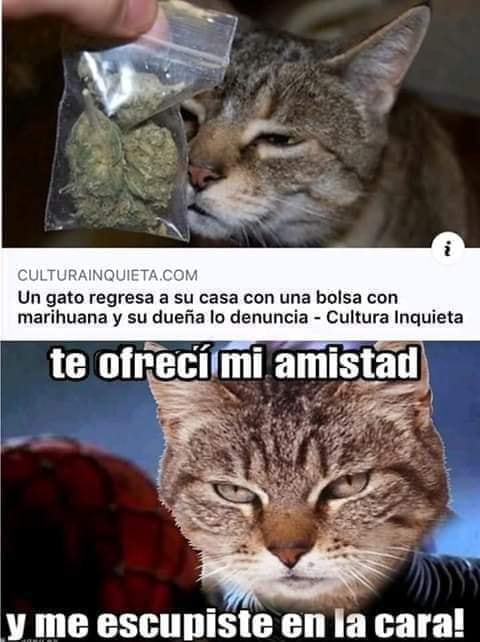 CULTURAINQUIETA.COM
Un gato regresa a su casa con una bolsa con
marihuana y su dueña lo denuncia - Cultura Inquieta
te ofrecí mi amistad
y me escupiste en la cara!